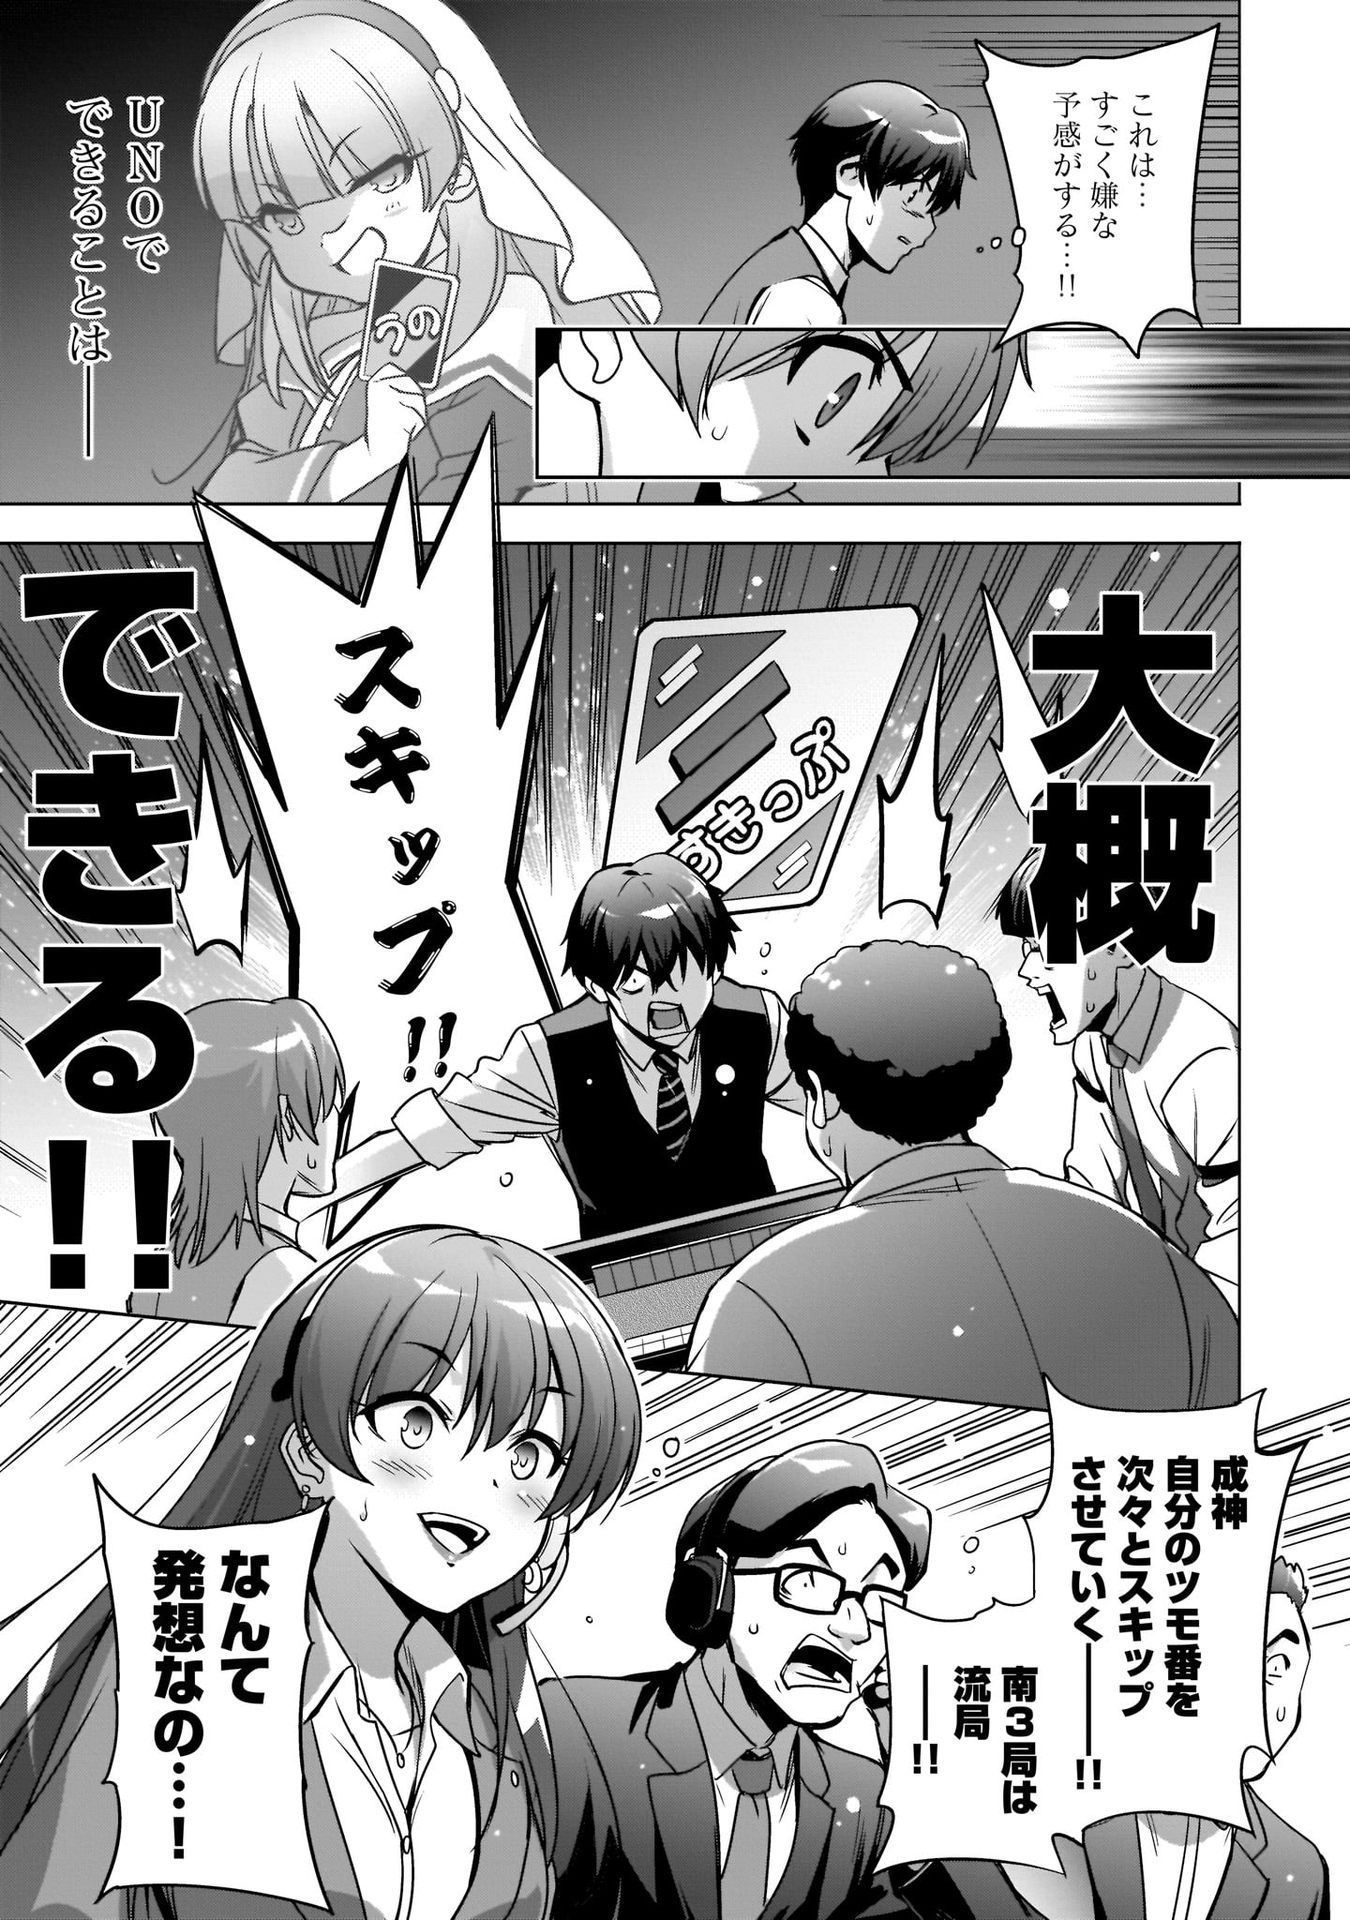 これは…
すごく嫌な
予感がする…!!
UNOで
できることは──
うの
大概
できる!!
すきっぷ
スキップ!!
成神
自分のツモ番を
次々とスキップ
させていく──!!
南3局は
流局
──!!
なんて
発想なの……!